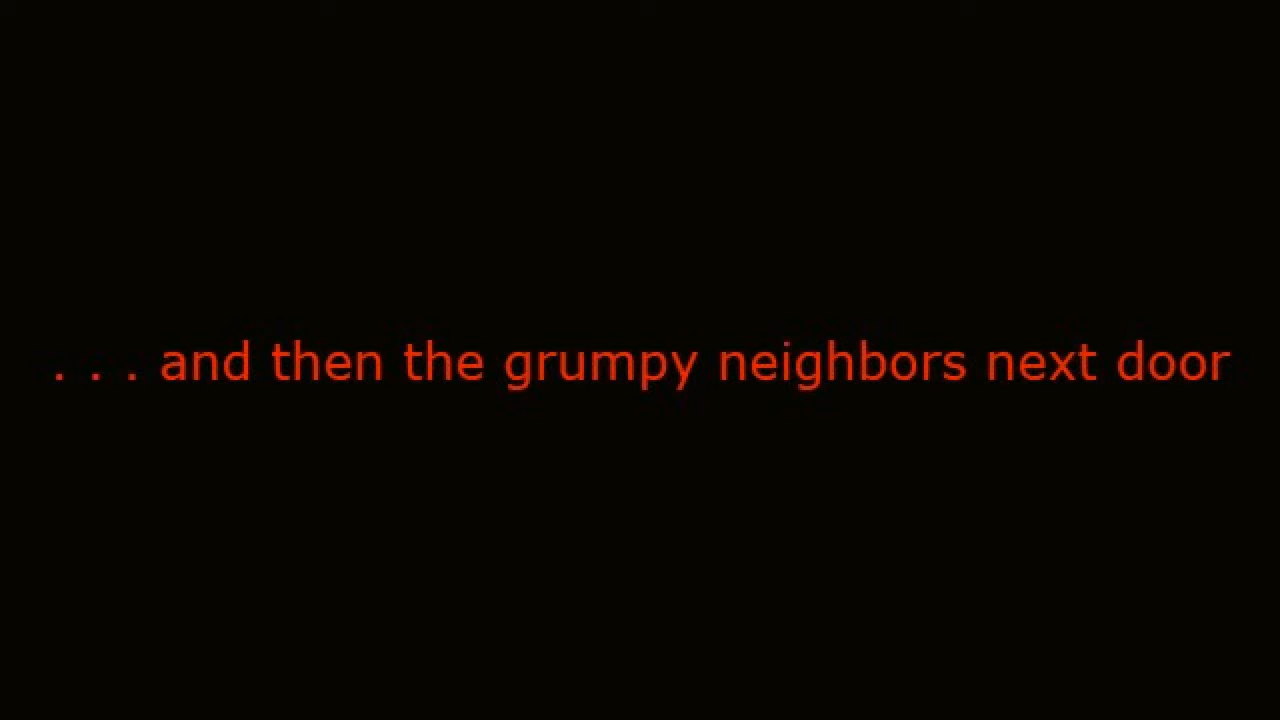 . . . and then the grumpy neighbors next door